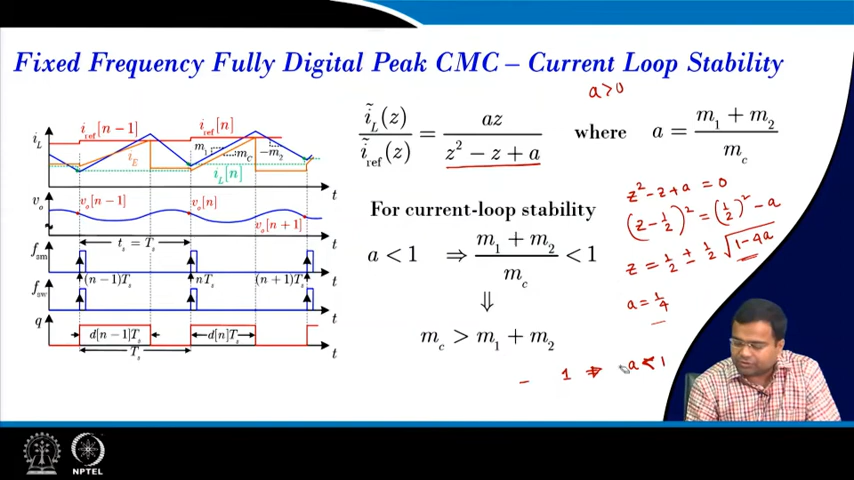 Fixed Frequency Fully Digital Peak CMC – Current Loop Stability
a>0
i_L
i_ref[n-1]
i_ref[n]
m_1
m_c
-m_2
i_E
i_L[n]
t
v_o
v_o[n-1]
v_o[n]
v_o[n+1]
t
t_s = T_s
f_sam
t
(n-1)T_s
nT_s
(n+1)T_s
f_sw
t
q
d[n-1]T_s
d[n]T_s
t
T_s
ĩ_L(z) / ĩ_ref(z) = az / (z² - z + a) where a = (m_1 + m_2) / m_c
For current-loop stability
a < 1 ⇒ (m_1 + m_2) / m_c < 1
⇓
m_c > m_1 + m_2
z² - z + a = 0
(z - 1/2)² = (1/2)² - a
z = 1/2 ± 1/2 √(1-4a)
a = 1/4
1 ⇒ a < 1
NPTEL